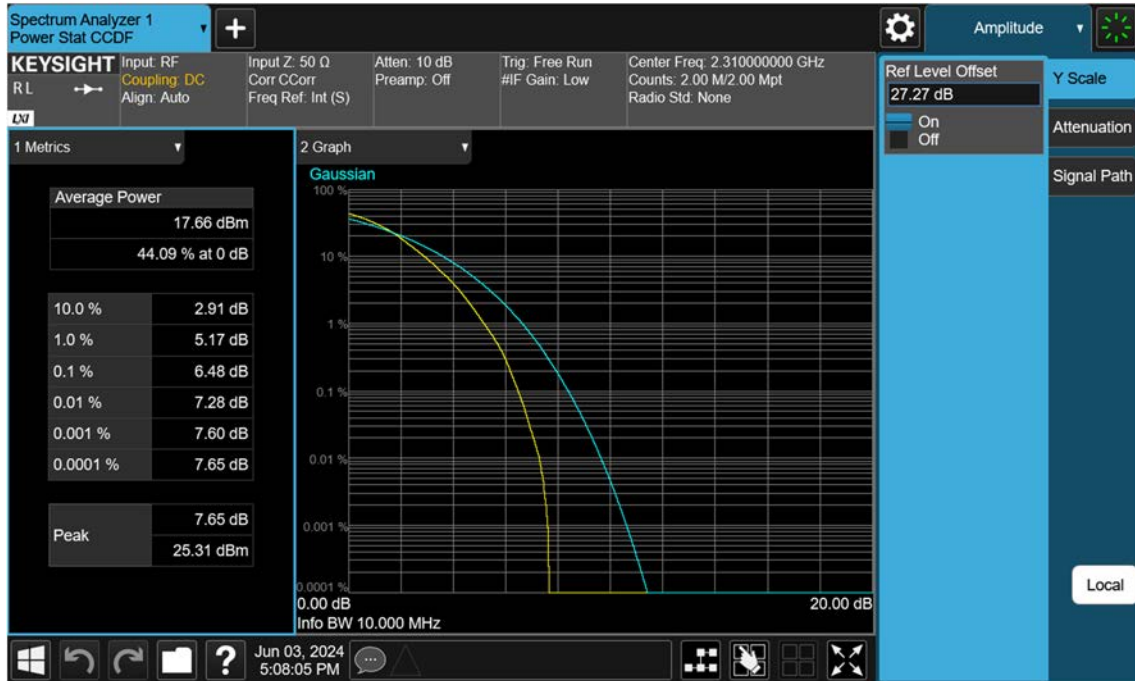 Spectrum Analyzer 1
Power Stat CCDF
+
Amplitude
KEYSIGHT
R L
LXI
Input: RF
Coupling: DC
Align: Auto
Input Z: 50 Ω
Corr CCorr
Freq Ref: Int (S)
Atten: 10 dB
Preamp: Off
Trig: Free Run
#IF Gain: Low
Center Freq: 2.310000000 GHz
Counts: 2.00 M/2.00 Mpt
Radio Std: None
Ref Level Offset
27.27 dB
On
Off
Y Scale
Attenuation
Signal Path
1 Metrics
Average Power
17.66 dBm
44.09 % at 0 dB
10.0 % 2.91 dB
1.0 % 5.17 dB
0.1 % 6.48 dB
0.01 % 7.28 dB
0.001 % 7.60 dB
0.0001 % 7.65 dB
Peak
7.65 dB
25.31 dBm
2 Graph
Gaussian
100 %
10 %
1 %
0.1 %
0.01 %
0.001 %
0.0001 %
0.00 dB 20.00 dB
Info BW 10.000 MHz
Local
?
Jun 03, 2024
5:08:05 PM